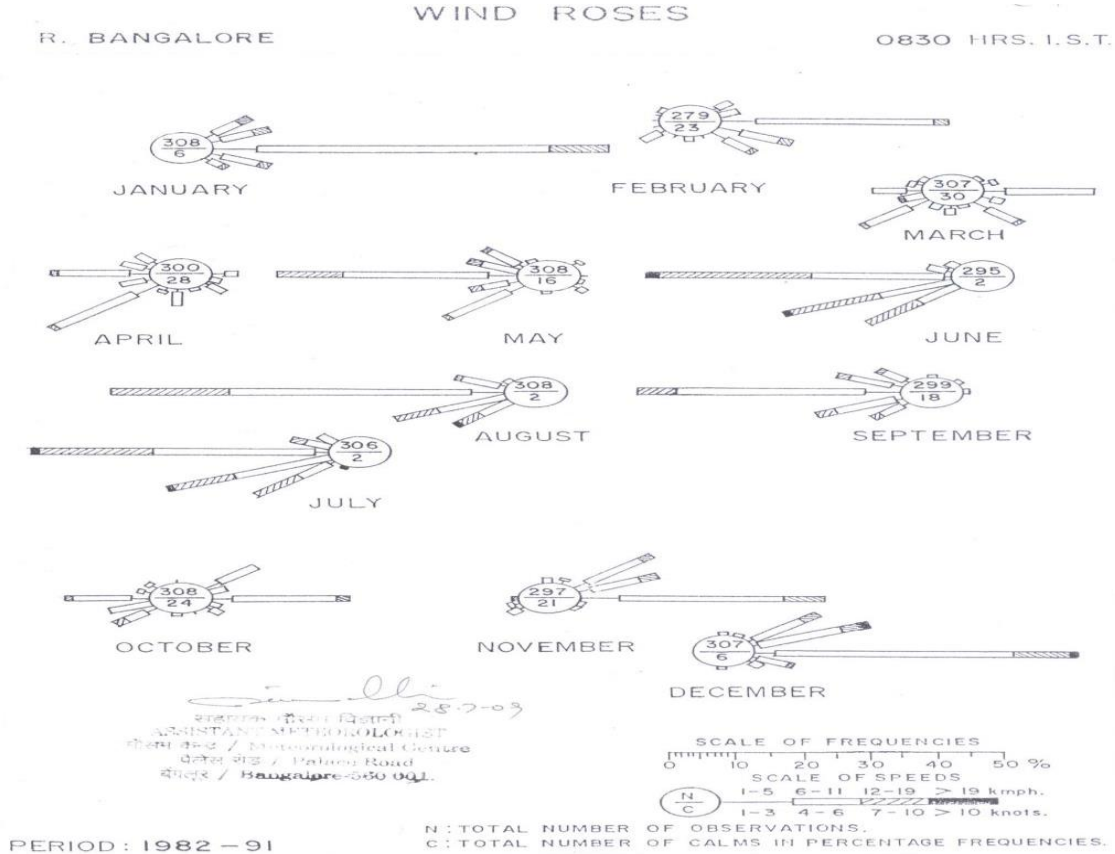 WIND ROSES
R. BANGALORE
0830 HRS. I.S.T.
308
6
JANUARY
279
23
FEBRUARY
307
30
MARCH
300
28
APRIL
308
16
MAY
295
2
JUNE
308
2
AUGUST
299
18
SEPTEMBER
306
2
JULY
308
24
OCTOBER
297
21
NOVEMBER
307
6
DECEMBER
28-7-03
सहायक मौसम विज्ञानी
ASSISTANT METEOROLOGIST
मौसम केन्द्र / Meteorological Centre
पैलेस रोड / Palace Road
बेंगलूर / Bangalore-560 001.
SCALE OF FREQUENCIES
0 10 20 30 40 50 %
SCALE OF SPEEDS
N
C
1-5 6-11 12-19 > 19 kmph.
1-3 4-6 7-10 > 10 knots.
N : TOTAL NUMBER OF OBSERVATIONS.
C : TOTAL NUMBER OF CALMS IN PERCENTAGE FREQUENCIES.
PERIOD : 1982-91